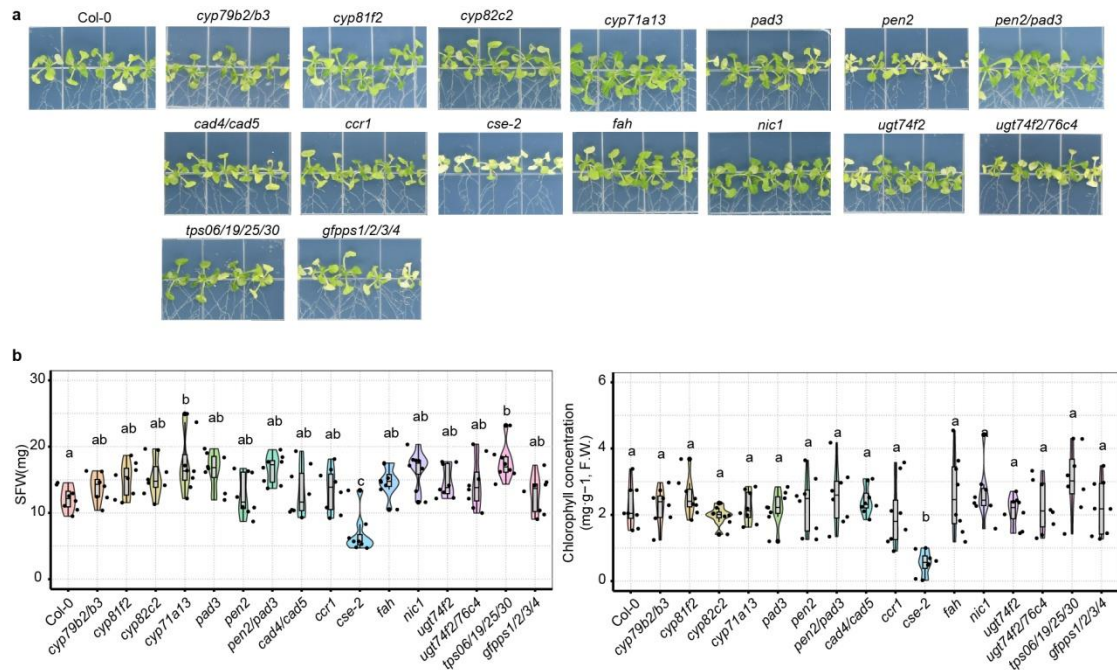 a
Col-0 cyp79b2/b3 cyp81f2 cyp82c2 cyp71a13 pad3 pen2 pen2/pad3
cad4/cad5 ccr1 cse-2 fah nic1 ugt74f2 ugt74f2/76c4
tps06/19/25/30 gfpps1/2/3/4
b
30
20
10
0
SFW(mg)
a ab ab ab b ab ab ab ab ab c ab ab ab ab b ab
Col-0 cyp79b2/b3 cyp81f2 cyp82c2 cyp71a13 pad3 pen2 pen2/pad3 cad4/cad5 ccr1 cse-2 fah nic1 ugt74f2 ugt74f2/76c4 tps06/19/25/30 gfpps1/2/3/4
6
4
2
0
Chlorophyll concentration
(mg·g−1, F.W.)
a a a a a a a a a a b a a a a a a
Col-0 cyp79b2/b3 cyp81f2 cyp82c2 cyp71a13 pad3 pen2 pen2/pad3 cad4/cad5 ccr1 cse-2 fah nic1 ugt74f2 ugt74f2/76c4 tps06/19/25/30 gfpps1/2/3/4